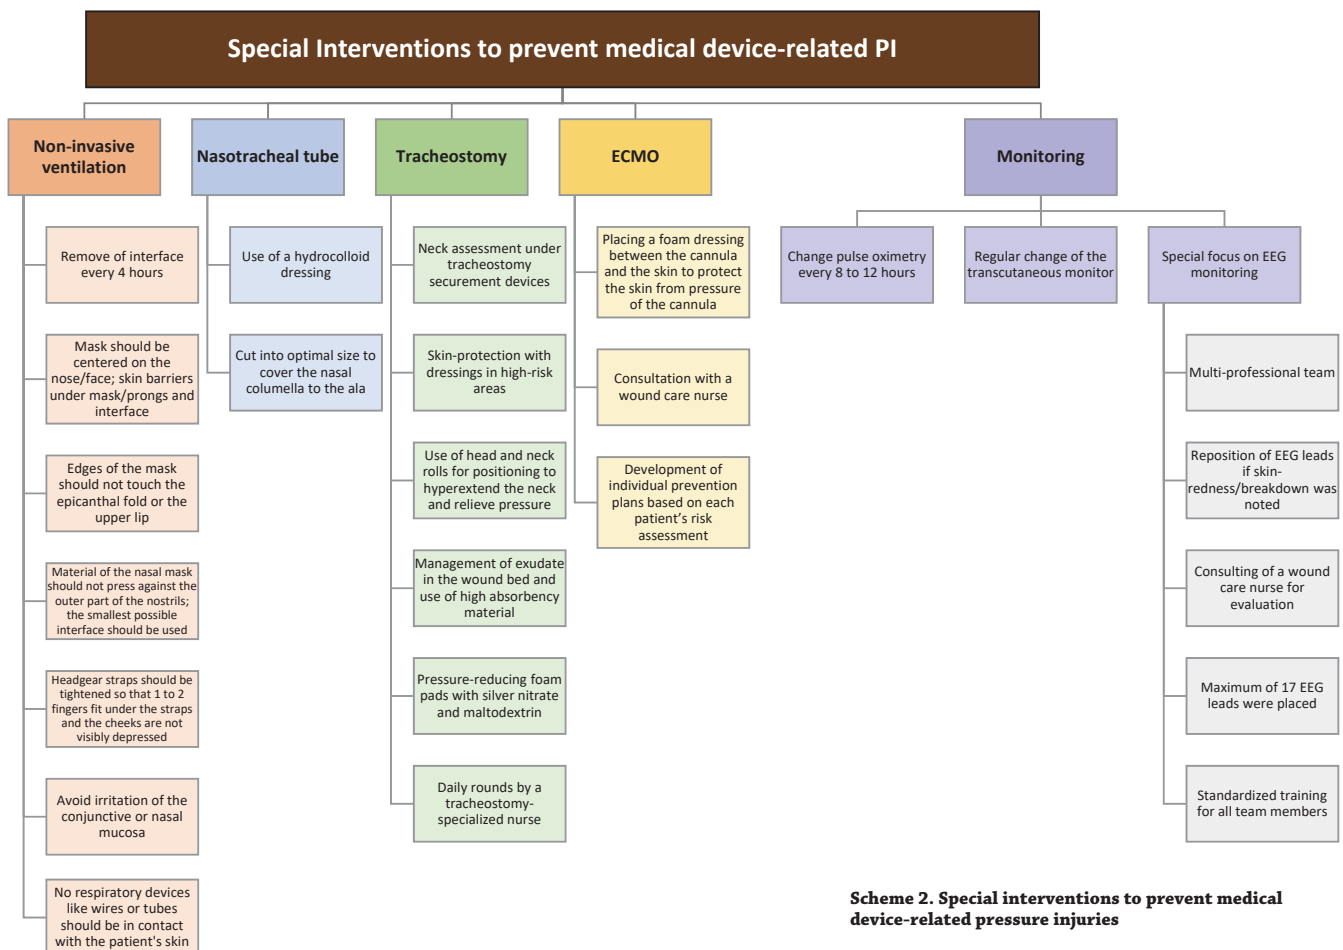 Special Interventions to prevent medical device-related PI
Non-invasive
ventilation
Remove of interface
every 4 hours
Mask should be
centered on the
nose/face; skin barriers
under mask/prongs and
interface
Edges of the mask
should not touch the
epicanthal fold or the
upper lip
Material of the nasal mask
should not press against the
outer part of the nostrils;
the smallest possible
interface should be used
Headgear straps should be
tightened so that 1 to 2
fingers fit under the straps
and the cheeks are not
visibly depressed
Avoid irritation of the
conjunctive or nasal
mucosa
No respiratory devices
like wires or tubes
should be in contact
with the patient's skin
Nasotracheal tube
Use of a hydrocolloid
dressing
Cut into optimal size to
cover the nasal
columella to the ala
Tracheostomy
Neck assessment under
tracheostomy
securement devices
Skin-protection with
dressings in high-risk
areas
Use of head and neck
rolls for positioning to
hyperextend the neck
and relieve pressure
Management of exudate
in the wound bed and
use of high absorbency
material
Pressure-reducing foam
pads with silver nitrate
and maltodextrin
Daily rounds by a
tracheostomy-
specialized nurse
ECMO
Placing a foam dressing
between the cannula
and the skin to protect
the skin from pressure
of the cannula
Consultation with a
wound care nurse
Development of
individual prevention
plans based on each
patient's risk
assessment
Monitoring
Change pulse oximetry
every 8 to 12 hours
Regular change of the
transcutaneous monitor
Special focus on EEG
monitoring
Multi-professional team
Reposition of EEG leads
if skin-
redness/breakdown was
noted
Consulting of a wound
care nurse for
evaluation
Maximum of 17 EEG
leads were placed
Standardized training
for all team members
Scheme 2. Special interventions to prevent medical
device-related pressure injuries